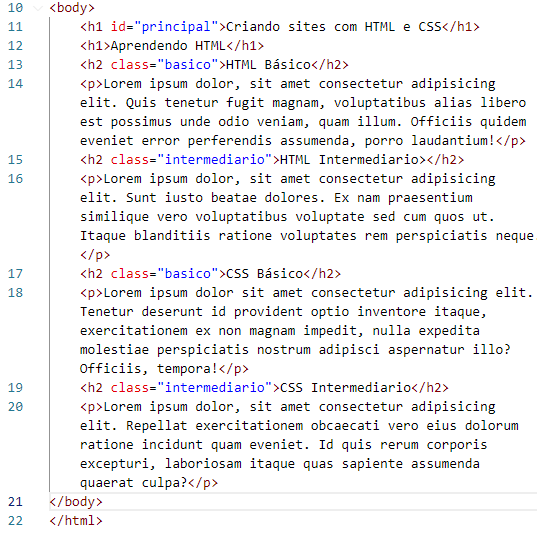 10 <body>
11 <h1 id="principal">Criando sites com HTML e CSS</h1>
12 <h1>Aprendendo HTML</h1>
13 <h2 class="basico">HTML Básico</h2>
14 <p>Lorem ipsum dolor, sit amet consectetur adipisicing
elit. Quis tenetur fugit magnam, voluptatibus alias libero
est possimus unde odio veniam, quam illum. Officiis quidem
eveniet error perferendis assumenda, porro laudantium!</p>
15 <h2 class="intermediario">HTML Intermediario></h2>
16 <p>Lorem ipsum dolor, sit amet consectetur adipisicing
elit. Sunt iusto beatae dolores. Ex nam praesentium
similique vero voluptatibus voluptate sed cum quos ut.
Itaque blanditiis ratione voluptates rem perspiciatis neque.
</p>
17 <h2 class="basico">CSS Básico</h2>
18 <p>Lorem ipsum dolor sit amet consectetur adipisicing elit.
Tenetur deserunt id provident optio inventore itaque,
exercitationem ex non magnam impedit, nulla expedita
molestiae perspiciatis nostrum adipisci aspernatur illo?
Officiis, tempora!</p>
19 <h2 class="intermediario">CSS Intermediario</h2>
20 <p>Lorem ipsum dolor, sit amet consectetur adipisicing
elit. Repellat exercitationem obcaecati vero eius dolorum
ratione incidunt quam eveniet. Id quis rerum corporis
excepturi, laboriosam itaque quas sapiente assumenda
quaerat culpa?</p>
21 </body>
22 </html>